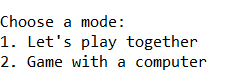 Choose a mode:
1. Let's play together
2. Game with a computer